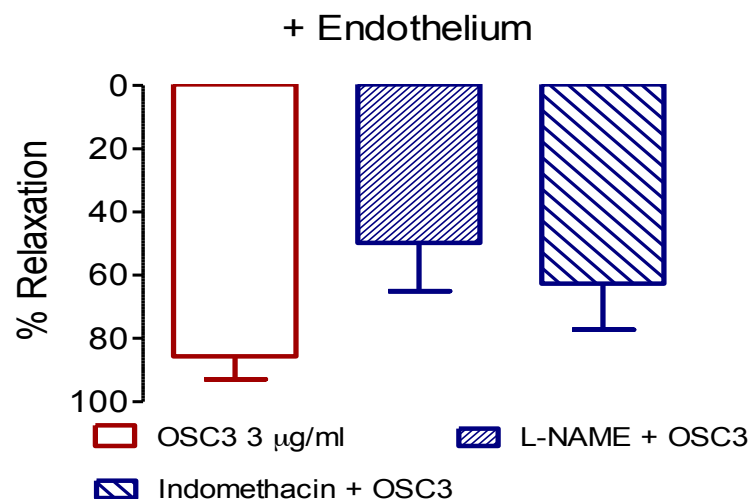 + Endothelium
% Relaxation
0
20
40
60
80
100
OSC3 3 μg/ml
L-NAME + OSC3
Indomethacin + OSC3